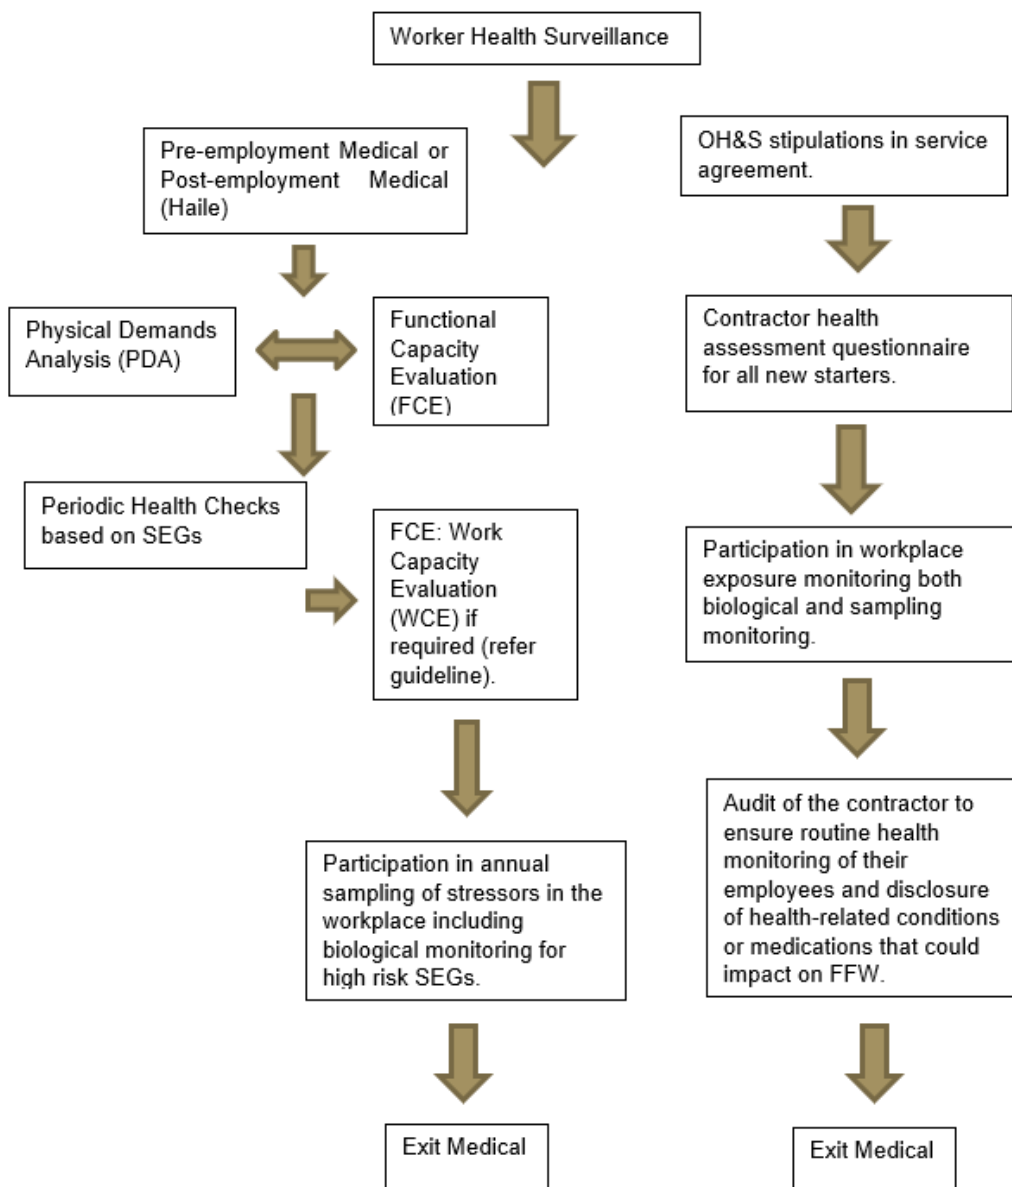 Worker Health Surveillance
Pre-employment Medical or
Post-employment Medical
(Haile)
Physical Demands
Analysis (PDA)
Functional
Capacity
Evaluation
(FCE)
Periodic Health Checks
based on SEGs
FCE: Work
Capacity
Evaluation
(WCE) if
required (refer
guideline).
Participation in annual
sampling of stressors in the
workplace including
biological monitoring for
high risk SEGs.
Exit Medical
OH&S stipulations in service
agreement.
Contractor health
assessment questionnaire
for all new starters.
Participation in workplace
exposure monitoring both
biological and sampling
monitoring.
Audit of the contractor to
ensure routine health
monitoring of their
employees and disclosure
of health-related conditions
or medications that could
impact on FFW.
Exit Medical